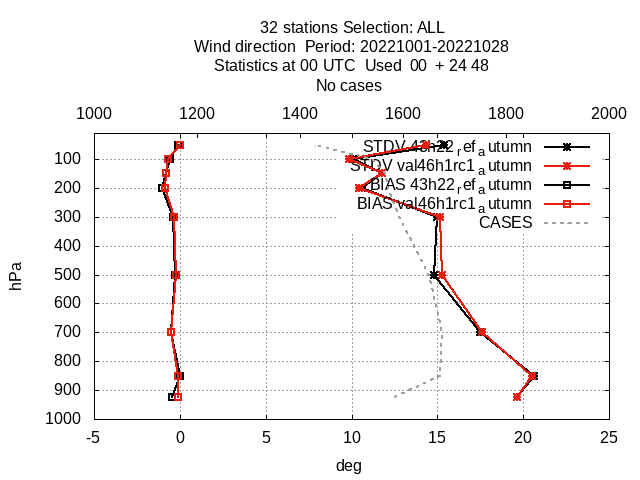 32 stations Selection: ALL
Wind direction  Period: 20221001-20221028
Statistics at 00 UTC  Used  00  + 24 48
No cases
1000 1200 1400 1600 1800 2000
STDV 43h22_ref_autumn
STDV val46h1rc1_autumn
BIAS 43h22_ref_autumn
BIAS val46h1rc1_autumn
CASES
100
200
300
400
500
600
700
800
900
1000
hPa
-5 0 5 10 15 20 25
deg